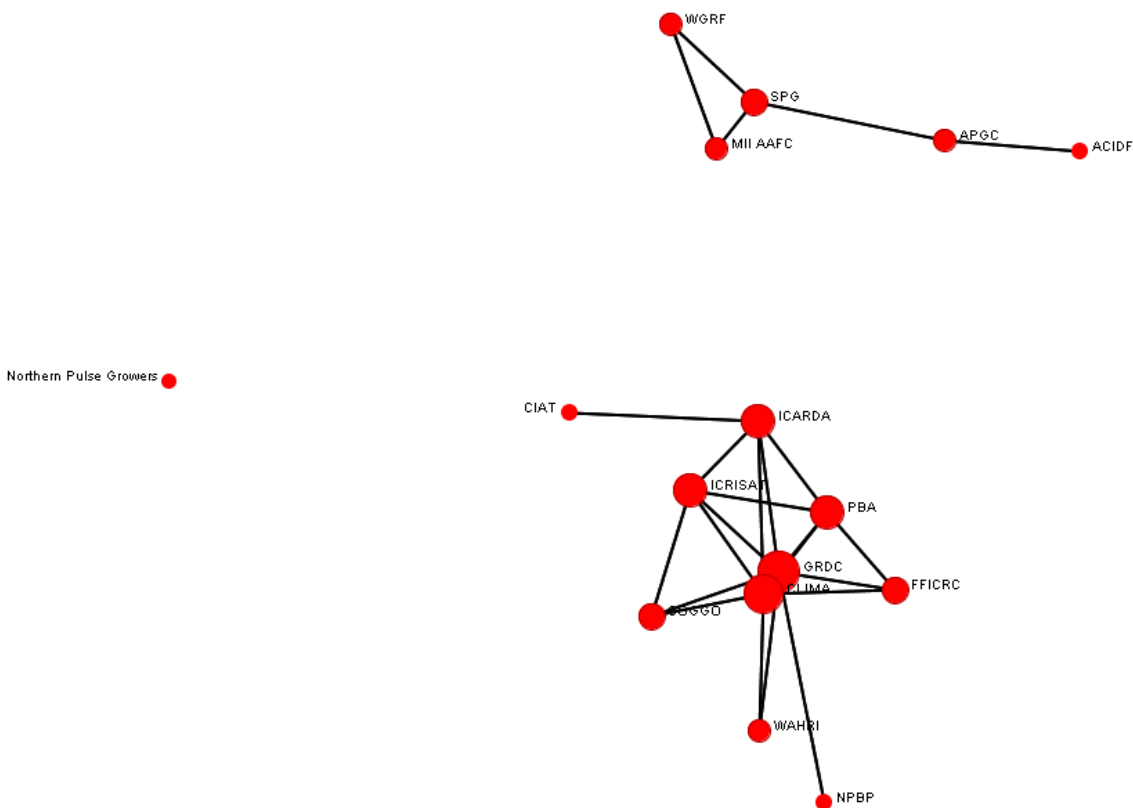 WGRF
SPG
APGC
MII AAFC
ACIDF
Northern Pulse Growers
CIAT
ICARDA
ICRISAT
PBA
GRDC
CLIMA
FFICRC
COGGO
WAHRI
NPBP